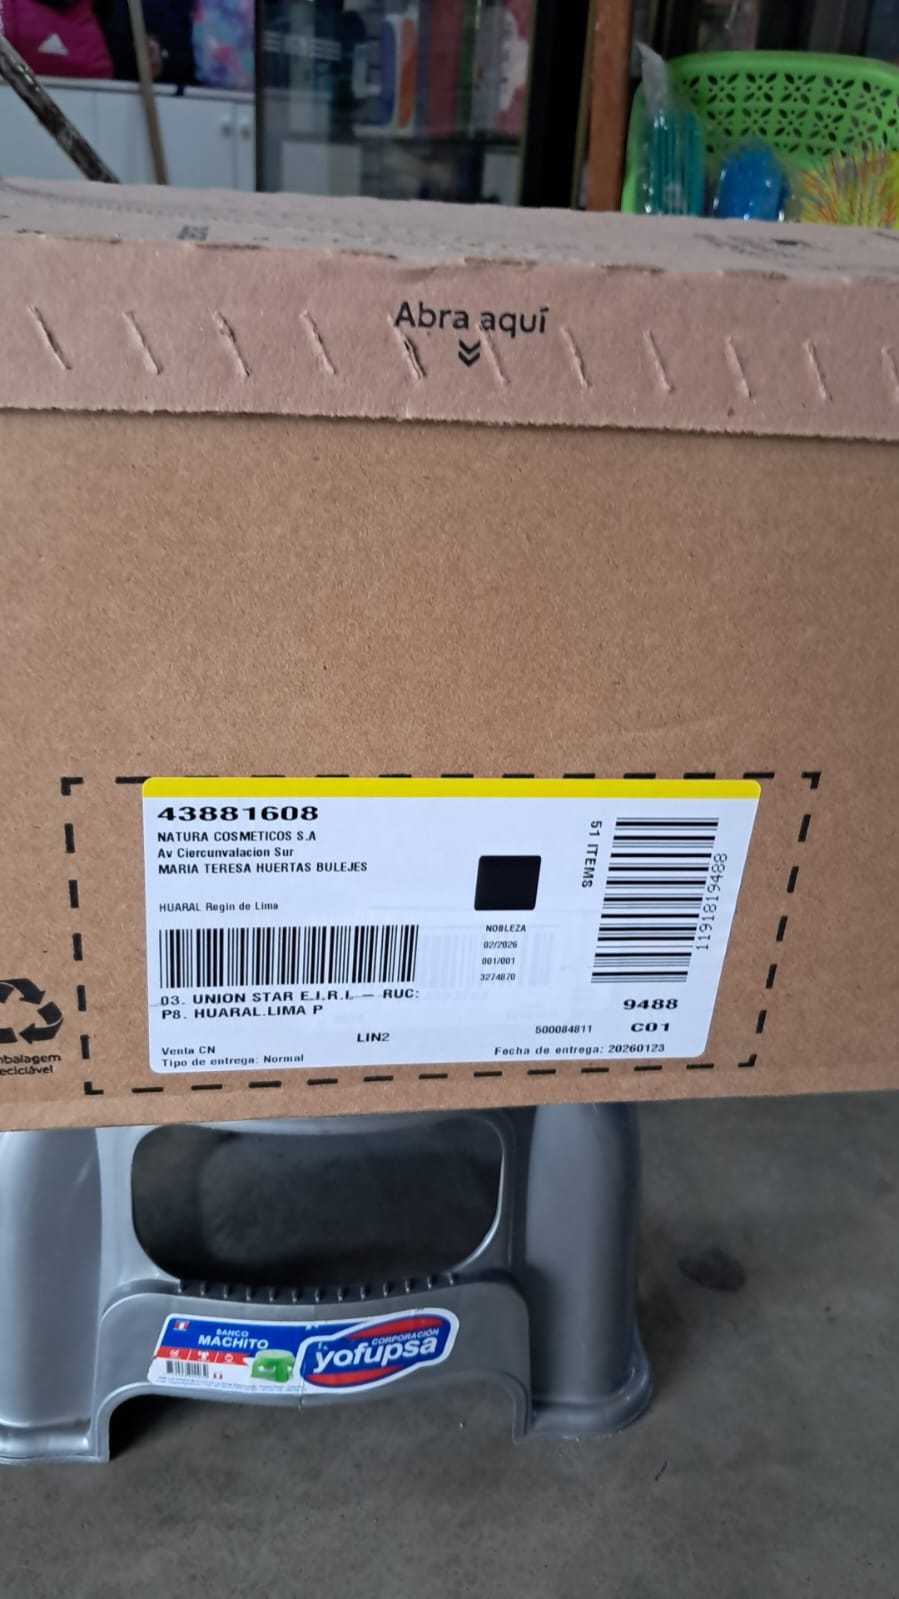 Abra aquí
43881608
NATURA COSMETICOS S.A
Av Ciercunvalacion Sur
MARIA TERESA HUERTAS BULEJES
HUARAL Regin de Lima
51 ITEMS
1191819488
NOBLEZA
02/2026
001/001
3274870
03. UNION STAR E.I.R.L — RUC:
P8. HUARAL.LIMA P
9488
LIN2
500084811
C01
Venta CN
Tipo de entrega: Normal
Fecha de entrega: 20260123
mbalagem
eciclável
BANCO
MACHITO
CORPORACIÓN
yofupsa